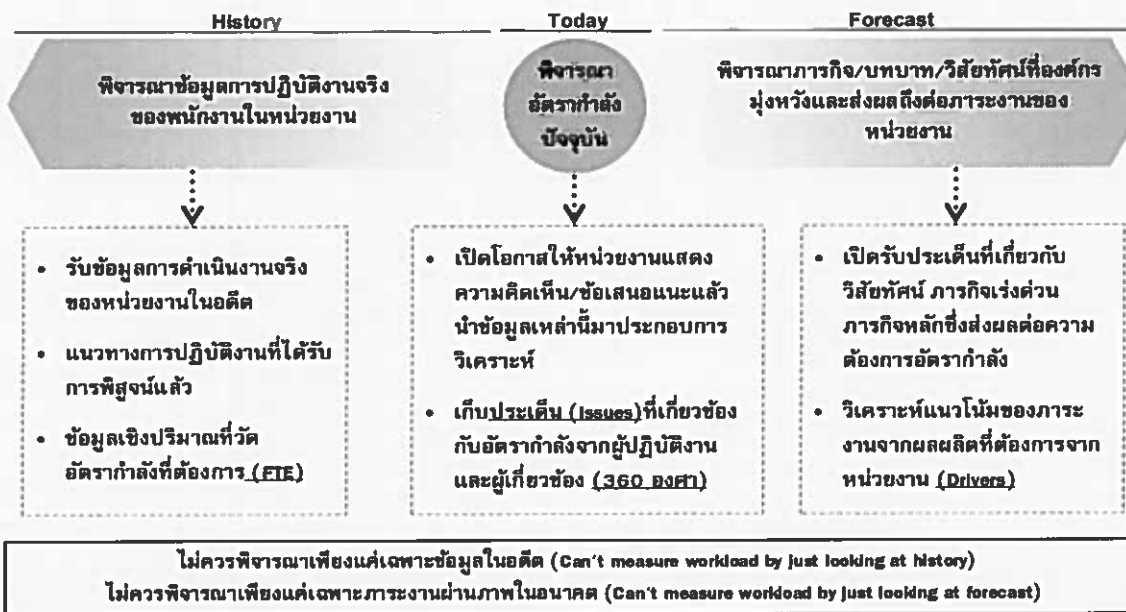 History
Today
Forecast
พิจารณาข้อมูลการปฏิบัติงานจริง
ของพนักงานในหน่วยงาน
พิจารณา
อัตรากำลัง
ปัจจุบัน
พิจารณาภารกิจ/บทบาท/วิสัยทัศน์ที่องค์กร
มุ่งหวังและส่งผลถึงต่อภาระงานของ
หน่วยงาน
• รับข้อมูลการดำเนินงานจริง
ของหน่วยงานในอดีต
• แนวทางการปฏิบัติงานที่ได้รับ
การพิสูจน์แล้ว
• ข้อมูลเชิงปริมาณที่วัด
อัตรากำลังที่ต้องการ (FTE)
• เปิดโอกาสให้หน่วยงานแสดง
ความคิดเห็น/ข้อเสนอแนะแล้ว
นำข้อมูลเหล่านี้มาประกอบการ
วิเคราะห์
• เก็บประเด็น (Issues)ที่เกี่ยวข้อง
กับอัตรากำลังจากผู้ปฏิบัติงาน
และผู้เกี่ยวข้อง (360 องศา)
• เปิดรับประเด็นที่เกี่ยวกับ
วิสัยทัศน์ ภารกิจเร่งด่วน
ภารกิจหลักซึ่งส่งผลต่อความ
ต้องการอัตรากำลัง
• วิเคราะห์แนวโน้มของภาระ
งานจากผลผลิตที่ต้องการจาก
หน่วยงาน (Drivers)
ไม่ควรพิจารณาเพียงแค่เฉพาะข้อมูลในอดีต (Can't measure workload by just looking at history)
ไม่ควรพิจารณาเพียงแค่เฉพาะภาระงานผ่านภาพในอนาคต (Can't measure workload by just looking at forecast)